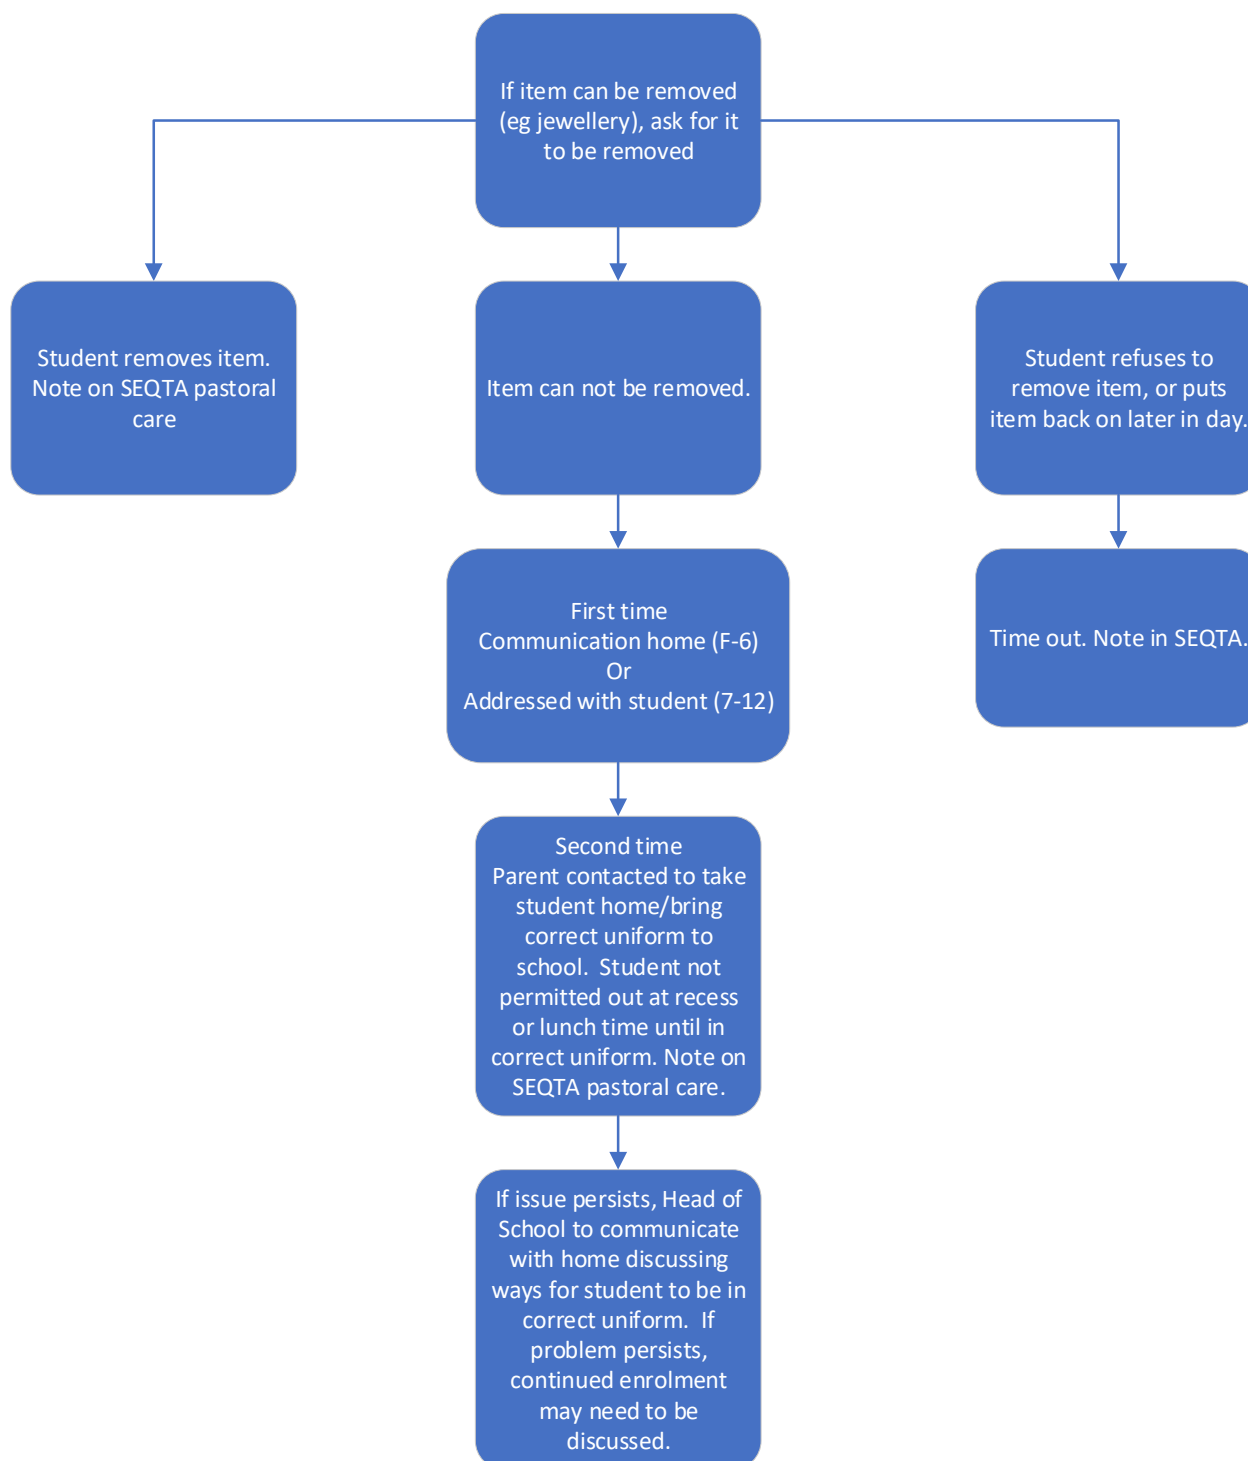 If item can be removed
(eg jewellery), ask for it
to be removed
Student removes item.
Note on SEQTA pastoral
care
Item can not be removed.
Student refuses to
remove item, or puts
item back on later in day.
First time
Communication home (F-6)
Or
Addressed with student (7-12)
Time out. Note in SEQTA.
Second time
Parent contacted to take
student home/bring
correct uniform to
school.  Student not
permitted out at recess
or lunch time until in
correct uniform. Note on
SEQTA pastoral care.
If issue persists, Head of
School to communicate
with home discussing
ways for student to be in
correct uniform.  If
problem persists,
continued enrolment
may need to be
discussed.